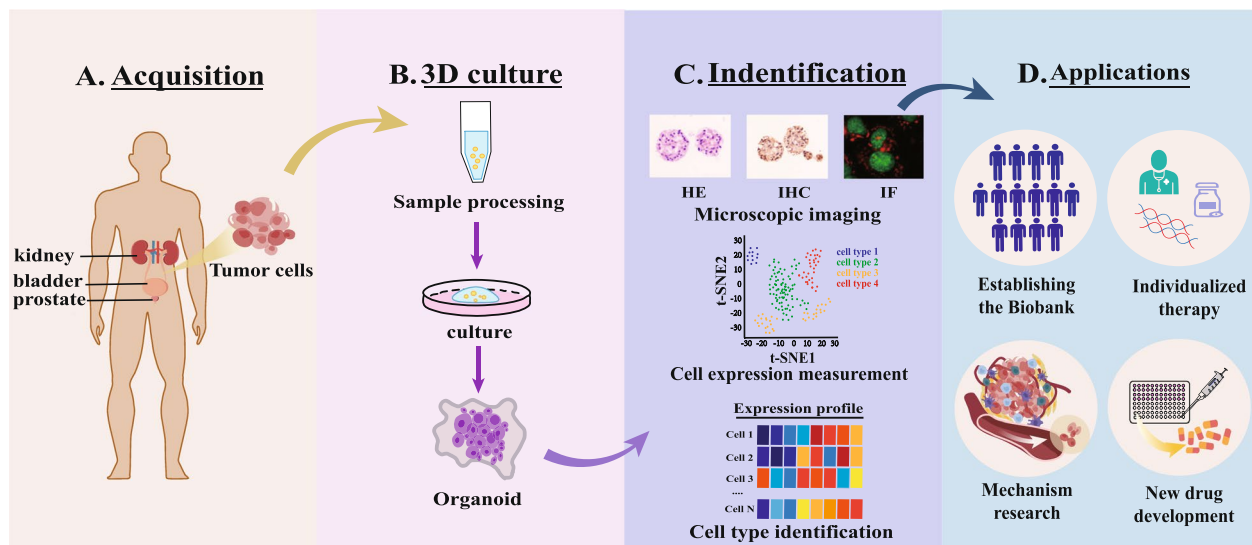 A. Acquisition
kidney
bladder
prostate
Tumor cells
B. 3D culture
Sample processing
culture
Organoid
C. Indentification
HE
IHC
IF
Microscopic imaging
t-SNE2
30
20
10
0
-10
-20
-30
-30 -20 -10 0 10 20 30
t-SNE1
cell type 1
cell type 2
cell type 3
cell type 4
Cell expression measurement
Expression profile
Cell 1
Cell 2
Cell 3
....
Cell N
Cell type identification
D. Applications
Establishing
the Biobank
Individualized
therapy
Mechanism
research
New drug
development